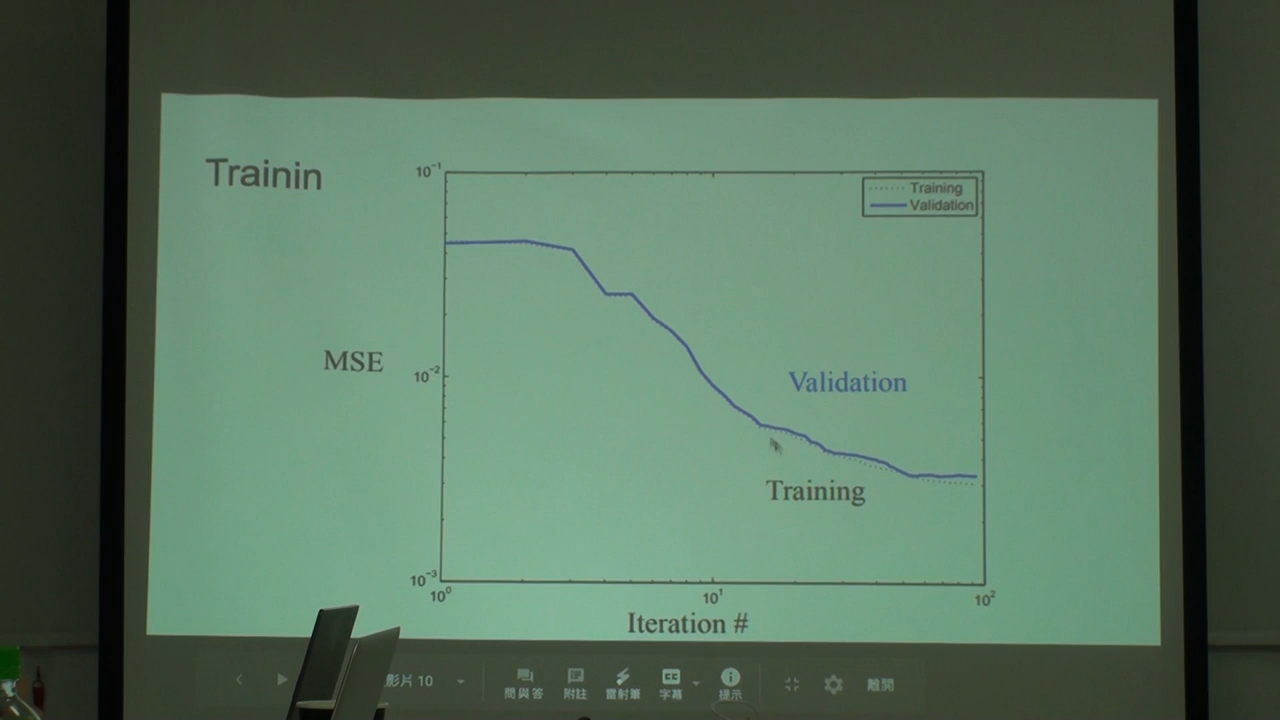 Trainin
10⁻¹
Training
Validation
MSE
10⁻²
Validation
Training
10⁻³
10⁰
10¹
10²
Iteration #
影片 10
問與答
附註
雷射筆
字幕
提示
離開
CC